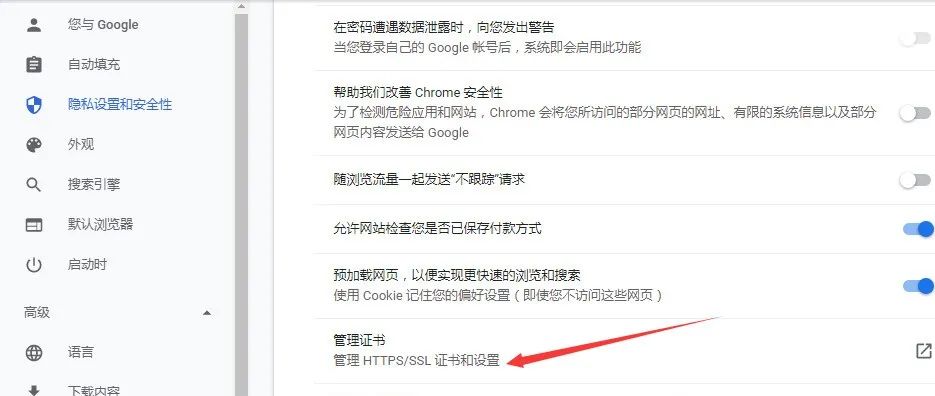 您与 Google
自动填充
隐私设置和安全性
外观
搜索引擎
默认浏览器
启动时
高级
语言
下载内容
在密码遭遇数据泄露时，向您发出警告
当您登录自己的 Google 帐号后，系统即会启用此功能
帮助我们改善 Chrome 安全性
为了检测危险应用和网站，Chrome 会将您所访问的部分网页的网址、有限的系统信息以及部分
网页内容发送给 Google
随浏览流量一起发送“不跟踪”请求
允许网站检查您是否已保存付款方式
预加载网页，以便实现更快速的浏览和搜索
使用 Cookie 记住您的偏好设置（即使您不访问这些网页）
管理证书
管理 HTTPS/SSL 证书和设置